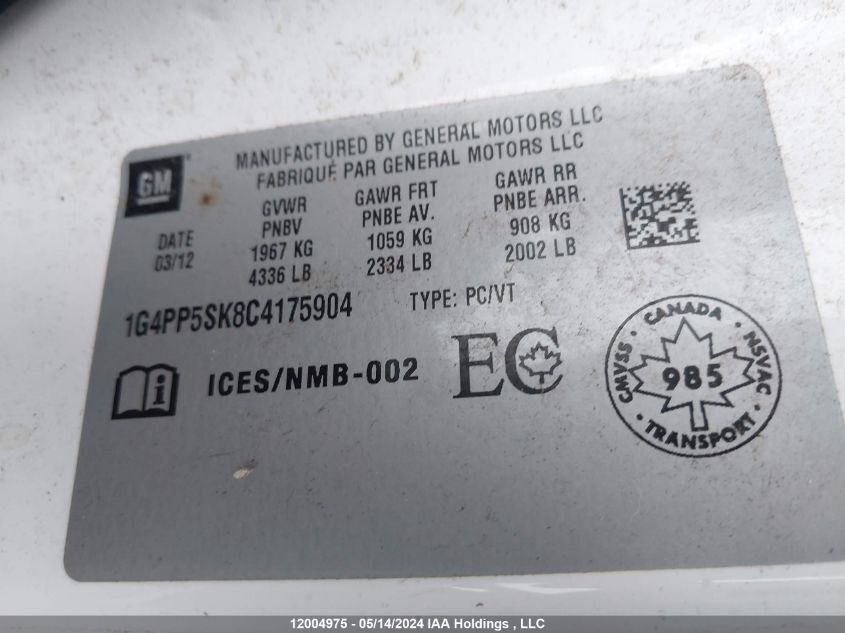 MANUFACTURED BY GENERAL MOTORS LLC
FABRIQUÉ PAR GENERAL MOTORS LLC
GM
DATE
03/12
GVWR
PNBV
1967 KG
4336 LB
GAWR FRT
PNBE AV.
1059 KG
2334 LB
GAWR RR
PNBE ARR.
908 KG
2002 LB
1G4PP5SK8C4175904
TYPE: PC/VT
i
ICES/NMB-002
EC
CANADA
CMVSS
985
NSVAC
TRANSPORT
12004975 - 05/14/2024 IAA Holdings , LLC